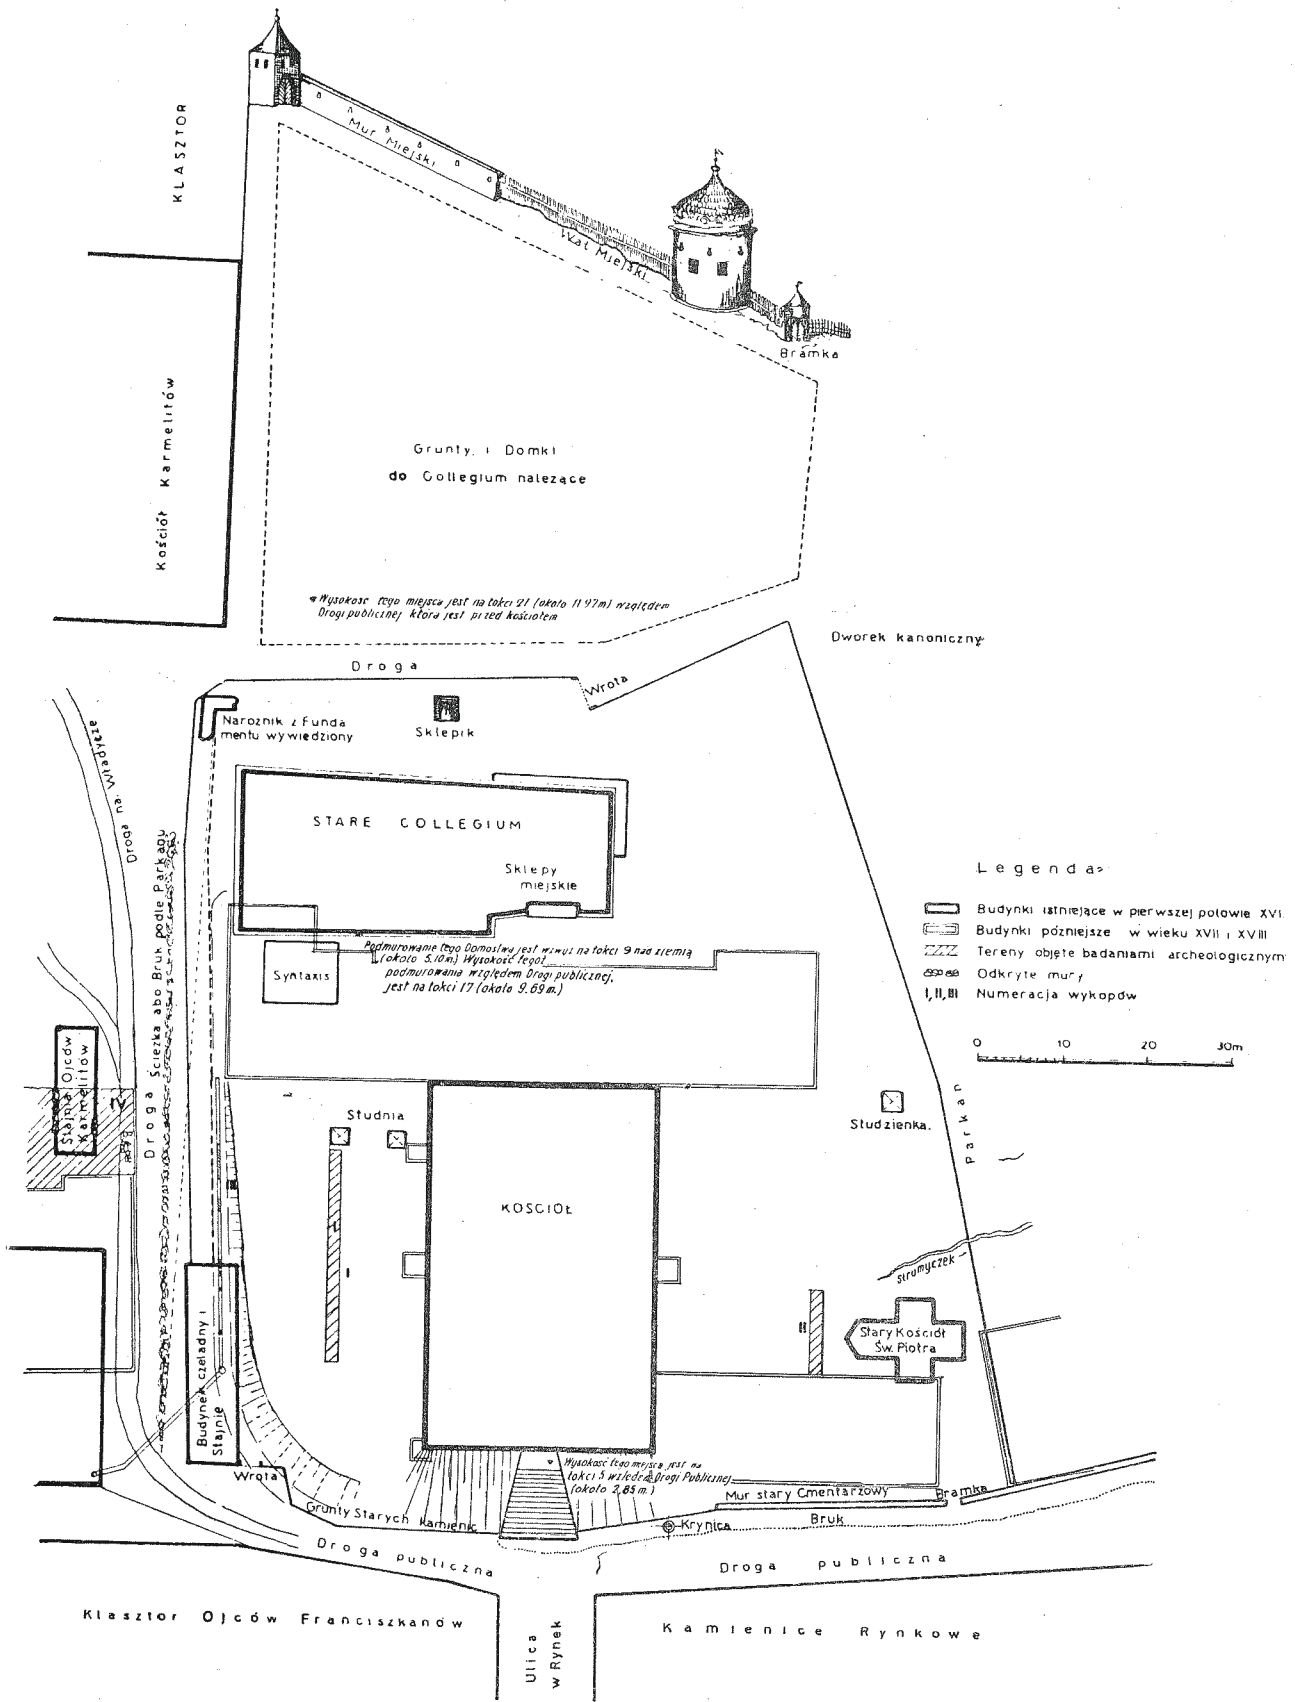 KLASZTOR
Mur Miejski
Wał Miejski
Bramka
Kościół Karmelitów
Grunty, i Domki
do Collegium należące
Wysokość tego miejsca jest na łokci 21 (około 11 97m) względem
Drogi publicznej która jest przed kościołem
Droga
Wrota
Dworek kanoniczny
Narożnik z Funda
mentu wywiedziony
Sklepik
Droga na Władycze
STARE COLLEGIUM
Sklepy
miejskie
Droga Ścieżka abo Bruk podle Parkanu
Podmurowanie tego Domostwa jest wzwyż na łokci 9 nad ziemią
(około 5.10m) Wysokość tegoż
podmurowania względem Drogi publicznej,
jest na łokci 17 (około 9.69m.)
Syntaxis
Legenda
Budynki istniejące w pierwszej połowie XVI.
Budynki późniejsze w wieku XVII i XVIII
Tereny objęte badaniami archeologicznym
Odkryte mury
I, II, III Numeracja wykopów
0 10 20 30m
Stajnia Ojców
Karmelitów
IV
Studnia
Studzienka.
Parkan
III
KOŚCIÓŁ
I
strumyczek
II
Stary Kościół
Św. Piotra
Budynek czeladny i
Stajnie
Wrota
Wysokość tego miejsca jest na
łokci 5 wzledem Drogi Publicznej
(około 2,85m.)
Mur stary Cmentarzowy
Bramka
Grunty Starych kamienic
Krynica
Bruk
Droga publiczna
Droga publiczna
Klasztor Ojców Franciszkanów
Ulica
w Rynek
Kamienice Rynkowe